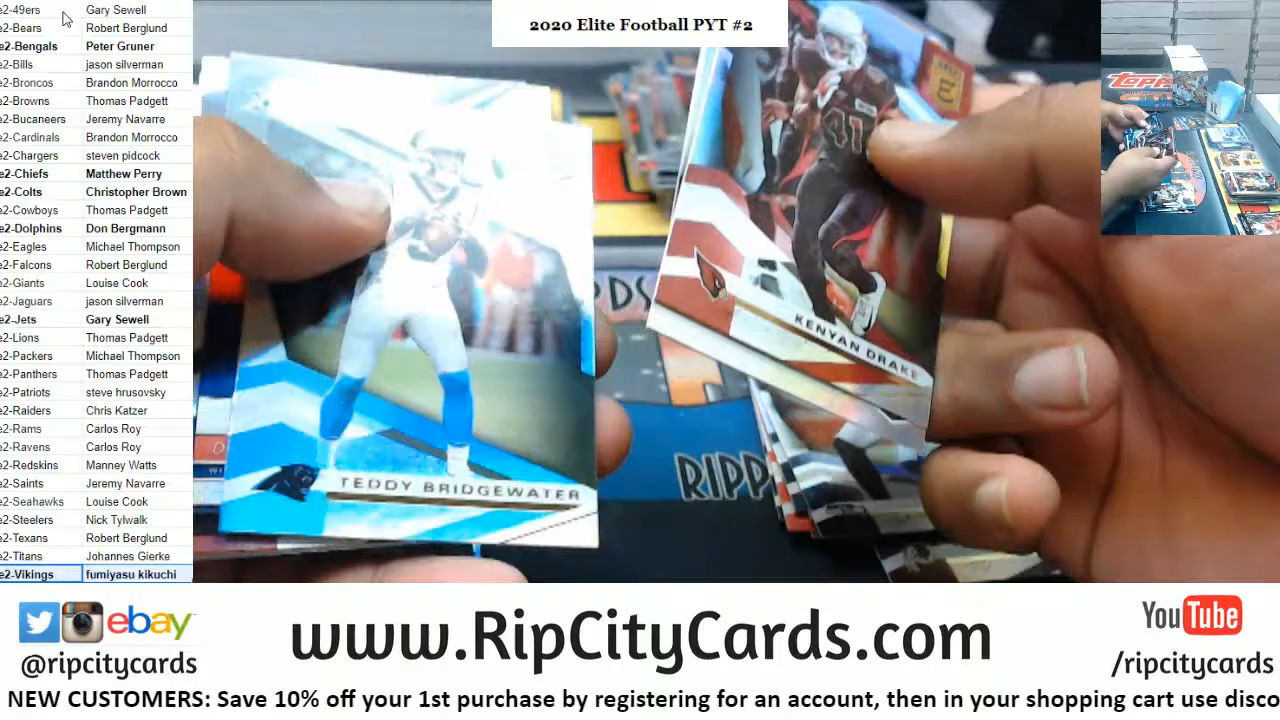 2020 Elite Football PYT #2
e2-49ers Gary Sewell
e2-Bears Robert Berglund
e2-Bengals Peter Gruner
e2-Bills jason silverman
e2-Broncos Brandon Morrocco
e2-Browns Thomas Padgett
e2-Bucaneers Jeremy Navarre
e2-Cardinals Brandon Morrocco
e2-Chargers steven pidcock
e2-Chiefs Matthew Perry
e2-Colts Christopher Brown
e2-Cowboys Thomas Padgett
e2-Dolphins Don Bergmann
e2-Eagles Michael Thompson
e2-Falcons Robert Berglund
e2-Giants Louise Cook
e2-Jaguars jason silverman
e2-Jets Gary Sewell
e2-Lions Thomas Padgett
e2-Packers Michael Thompson
e2-Panthers Thomas Padgett
e2-Patriots steve hrusovsky
e2-Raiders Chris Katzer
e2-Rams Carlos Roy
e2-Ravens Carlos Roy
e2-Redskins Manney Watts
e2-Saints Jeremy Navarre
e2-Seahawks Louise Cook
e2-Steelers Nick Tylwalk
e2-Texans Robert Berglund
e2-Titans Johannes Gierke
e2-Vikings fumiyasu kikuchi
41
KENYAN DRAKE
TEDDY BRIDGEWATER
RIPP
TOPPS
ebay
@ripcitycards
www.RipCityCards.com
YouTube
/ripcitycards
NEW CUSTOMERS: Save 10% off your 1st purchase by registering for an account, then in your shopping cart use disco